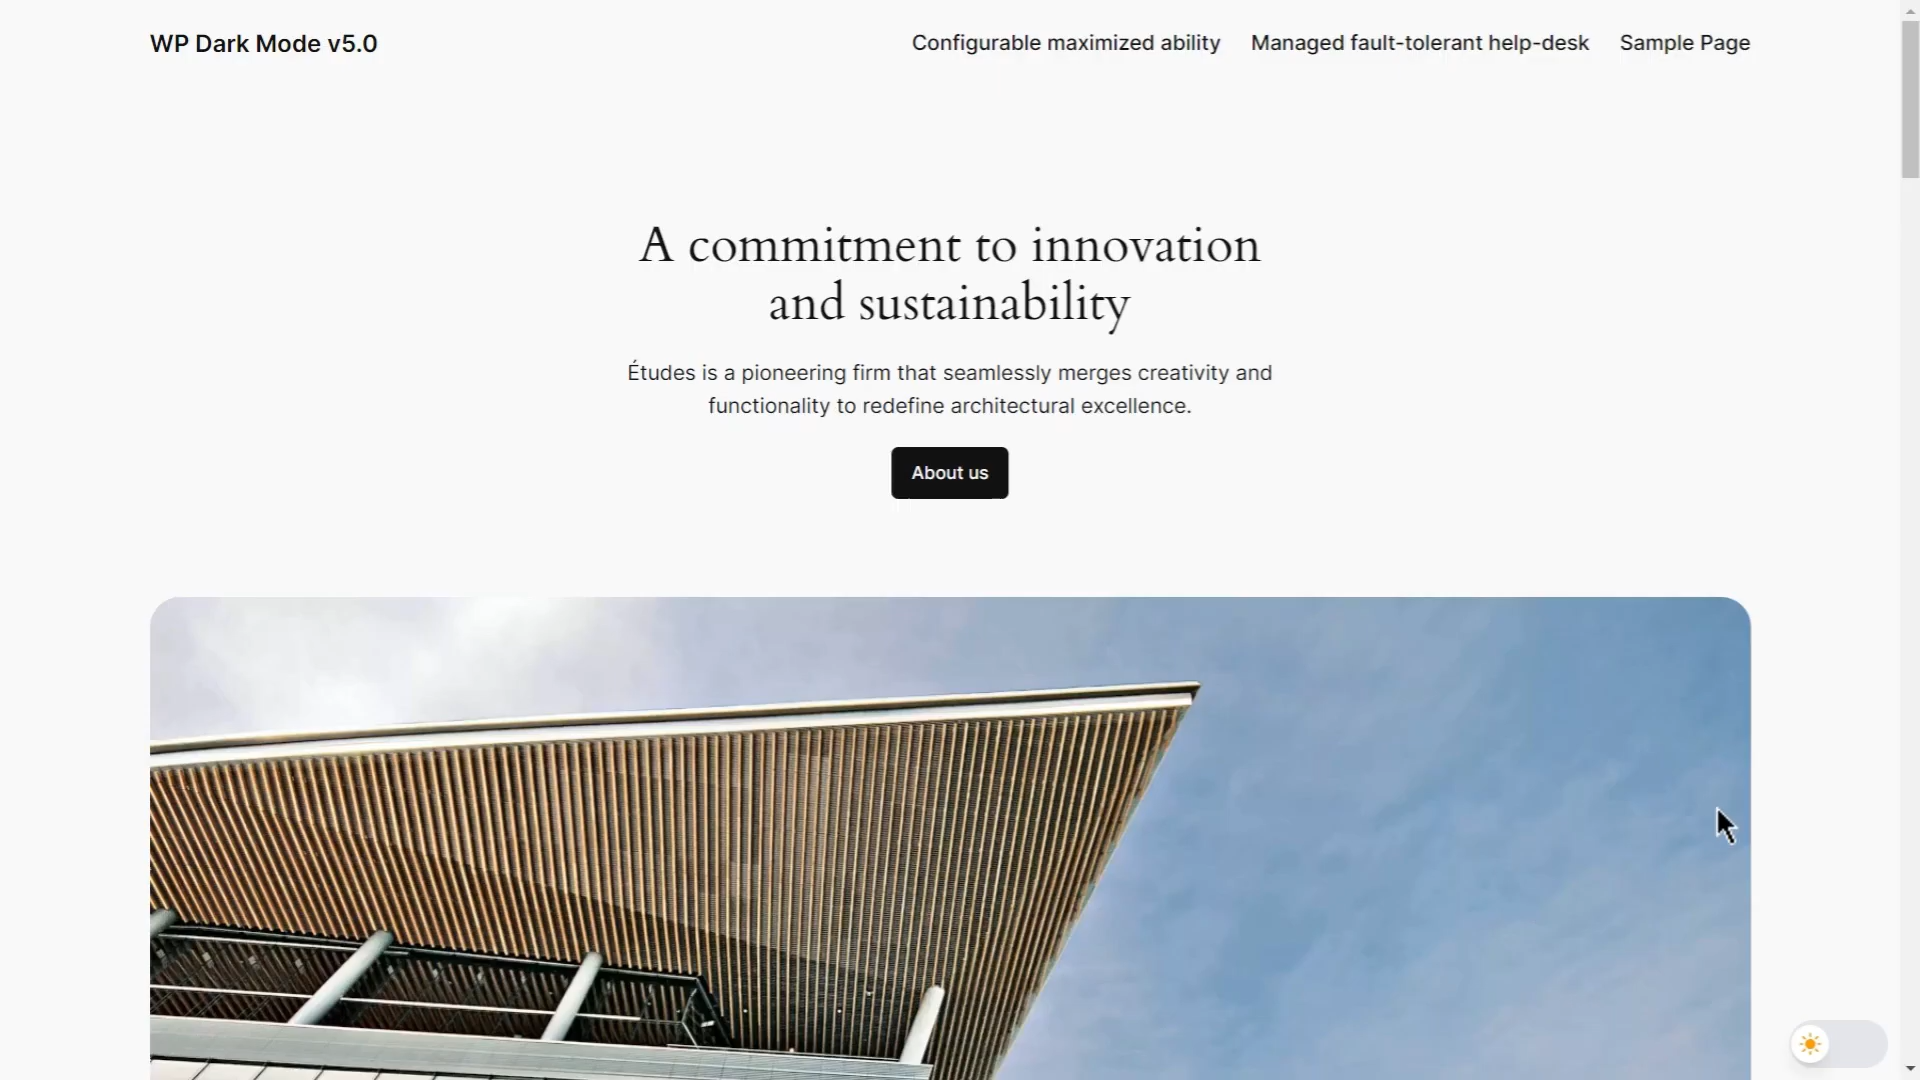 WP Dark Mode v5.0
Configurable maximized ability
Managed fault-tolerant help-desk
Sample Page
A commitment to innovation
and sustainability
Études is a pioneering firm that seamlessly merges creativity and
functionality to redefine architectural excellence.
About us